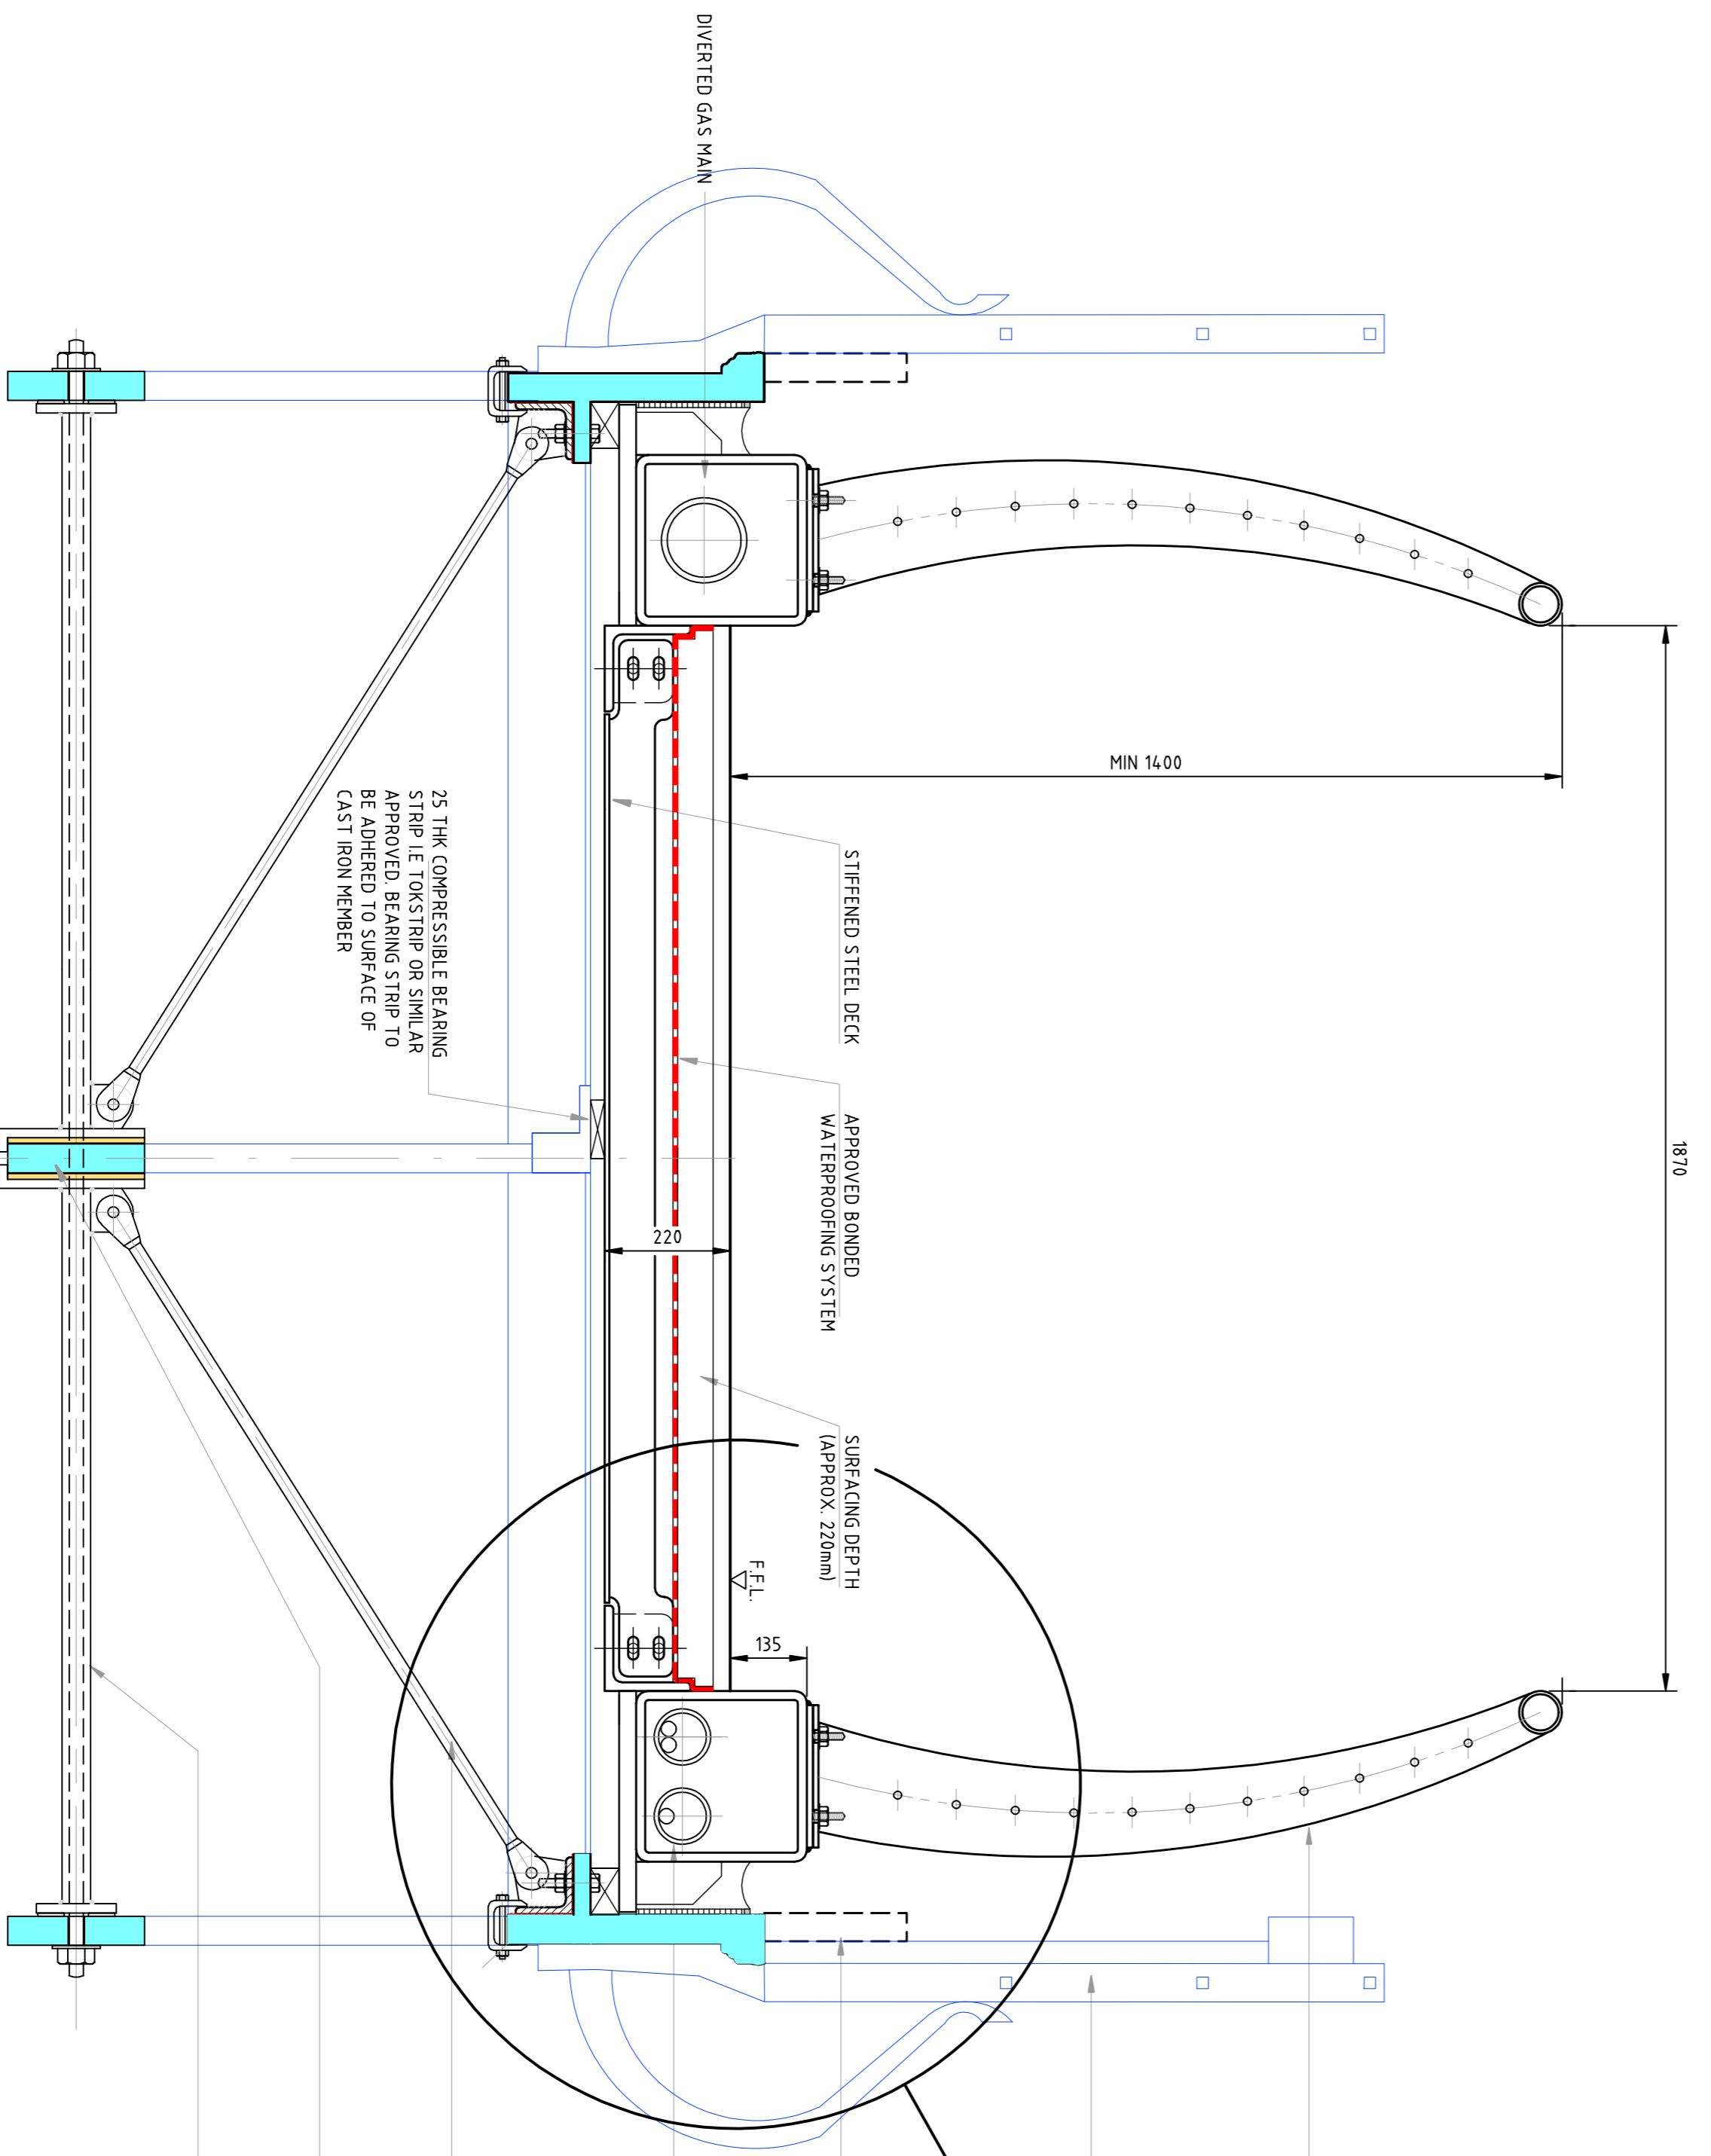 1870
MIN 1400
DIVERTED GAS MAIN
STIFFENED STEEL DECK
APPROVED BONDED
WATERPROOFING SYSTEM
SURFACING DEPTH
(APPROX. 220mm)
F.F.L.
135
220
25 THK COMPRESSIBLE BEARING
STRIP I.E TOKSTRIP OR SIMILAR
APPROVED. BEARING STRIP TO
BE ADHERED TO SURFACE OF
CAST IRON MEMBER